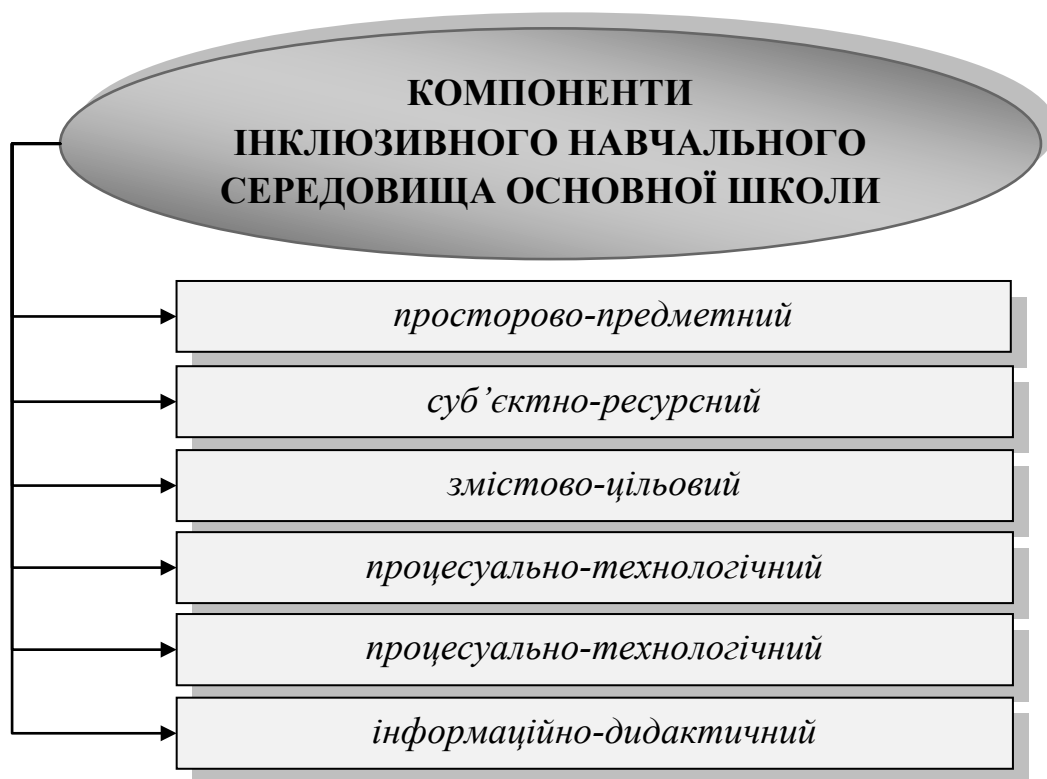 КОМПОНЕНТИ
ІНКЛЮЗИВНОГО НАВЧАЛЬНОГО
СЕРЕДОВИЩА ОСНОВНОЇ ШКОЛИ
просторово-предметний
суб’єктно-ресурсний
змістово-цільовий
процесуально-технологічний
процесуально-технологічний
інформаційно-дидактичний